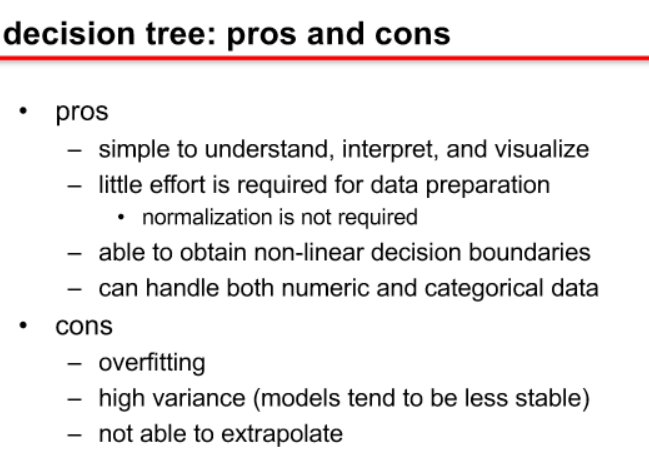 decision tree: pros and cons
• pros
– simple to understand, interpret, and visualize
– little effort is required for data preparation
• normalization is not required
– able to obtain non-linear decision boundaries
– can handle both numeric and categorical data
• cons
– overfitting
– high variance (models tend to be less stable)
– not able to extrapolate